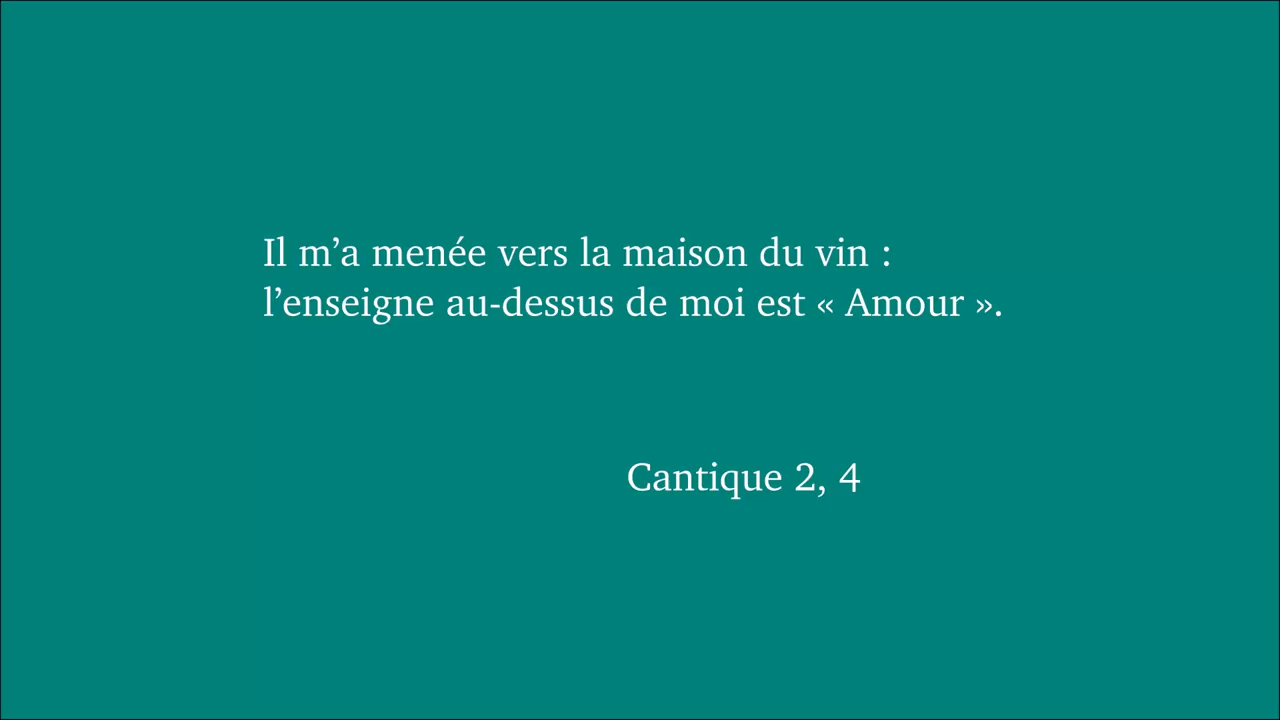 Il m’a menée vers la maison du vin :
l’enseigne au-dessus de moi est « Amour ».
Cantique 2, 4